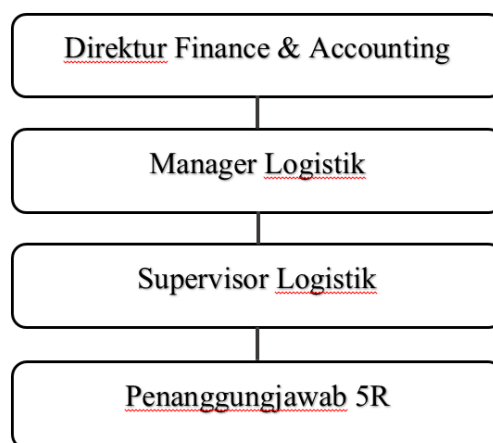 Direktur Finance & Accounting
Manager Logistik
Supervisor Logistik
Penanggungjawab 5R